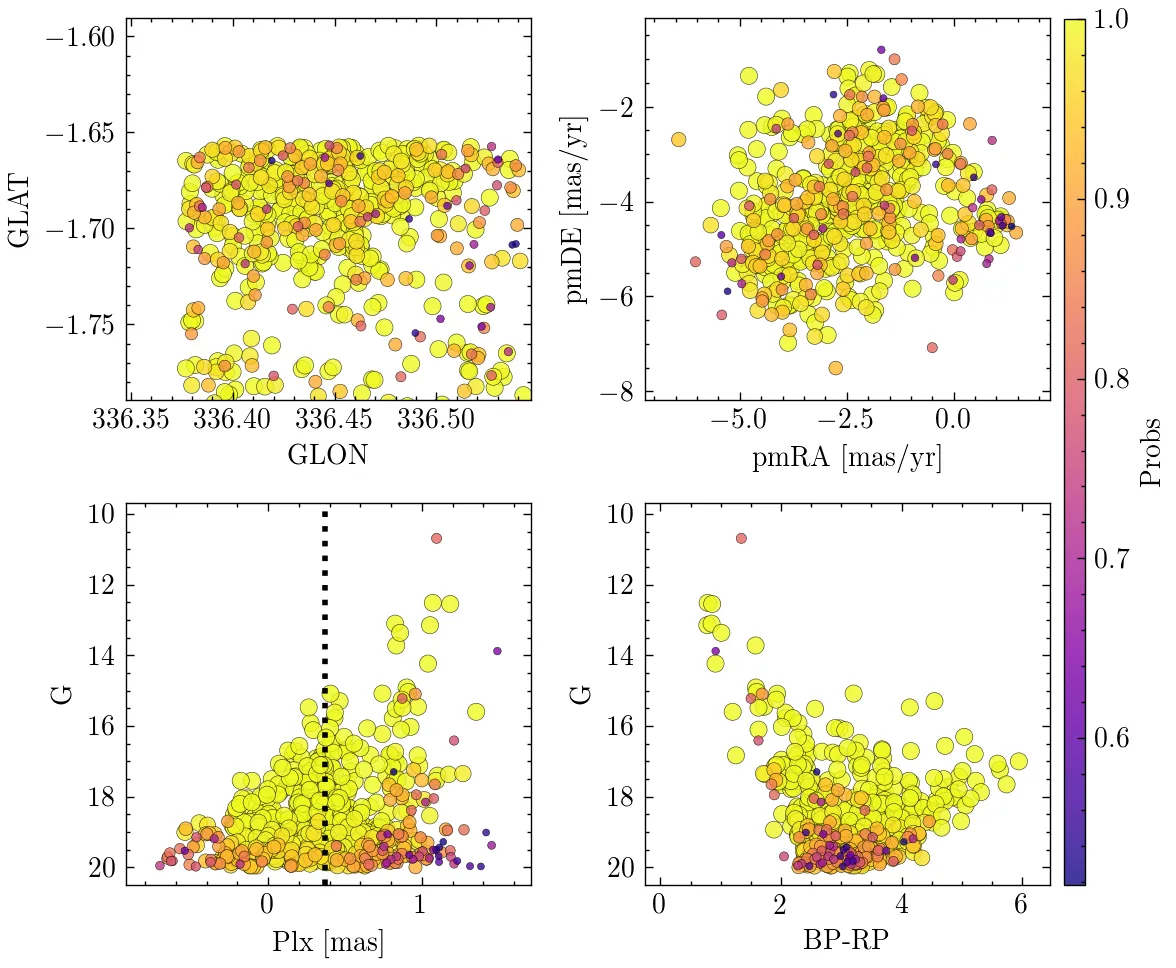 −1.60
−1.65
−1.70
−1.75
GLAT
336.35 336.40 336.45 336.50
GLON
−2
−4
−6
−8
pmDE [mas/yr]
−5.0 −2.5 0.0
pmRA [mas/yr]
10
12
14
16
18
20
G
0 1
Plx [mas]
10
12
14
16
18
20
G
0 2 4 6
BP-RP
1.0
0.9
0.8
0.7
0.6
Probs